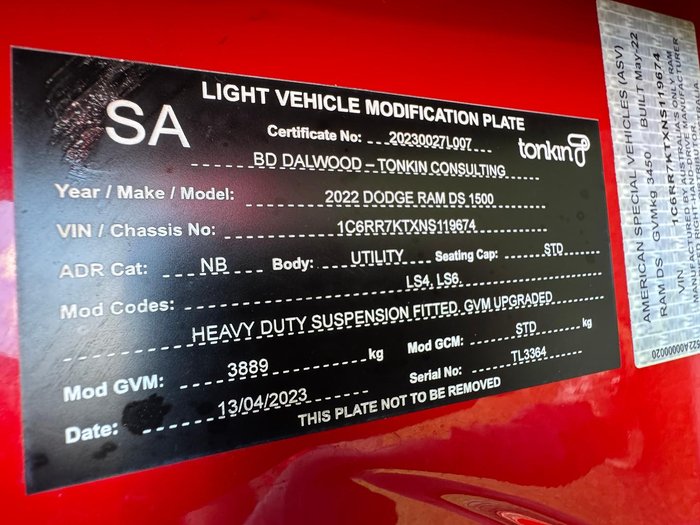 SA
LIGHT VEHICLE MODIFICATION PLATE
Certificate No: 20230027L007
tonkin
BD DALWOOD – TONKIN CONSULTING
Year / Make / Model: 2022 DODGE RAM DS 1500
VIN / Chassis No: 1C6RR7KTXNS119674
ADR Cat: NB Body: UTILITY Seating Cap: STD
Mod Codes: LS4, LS6.
HEAVY DUTY SUSPENSION FITTED. GVM UPGRADED
Mod GVM: 3889 kg Mod GCM: STD kg
Date: 13/04/2023 Serial No: TL3364
THIS PLATE NOT TO BE REMOVED
AMERICAN SPECIAL VEHICLES (ASV)
RAM DS GVMkg 3450 BUILT May-22
VIN 1C6RR7KTXNS119674